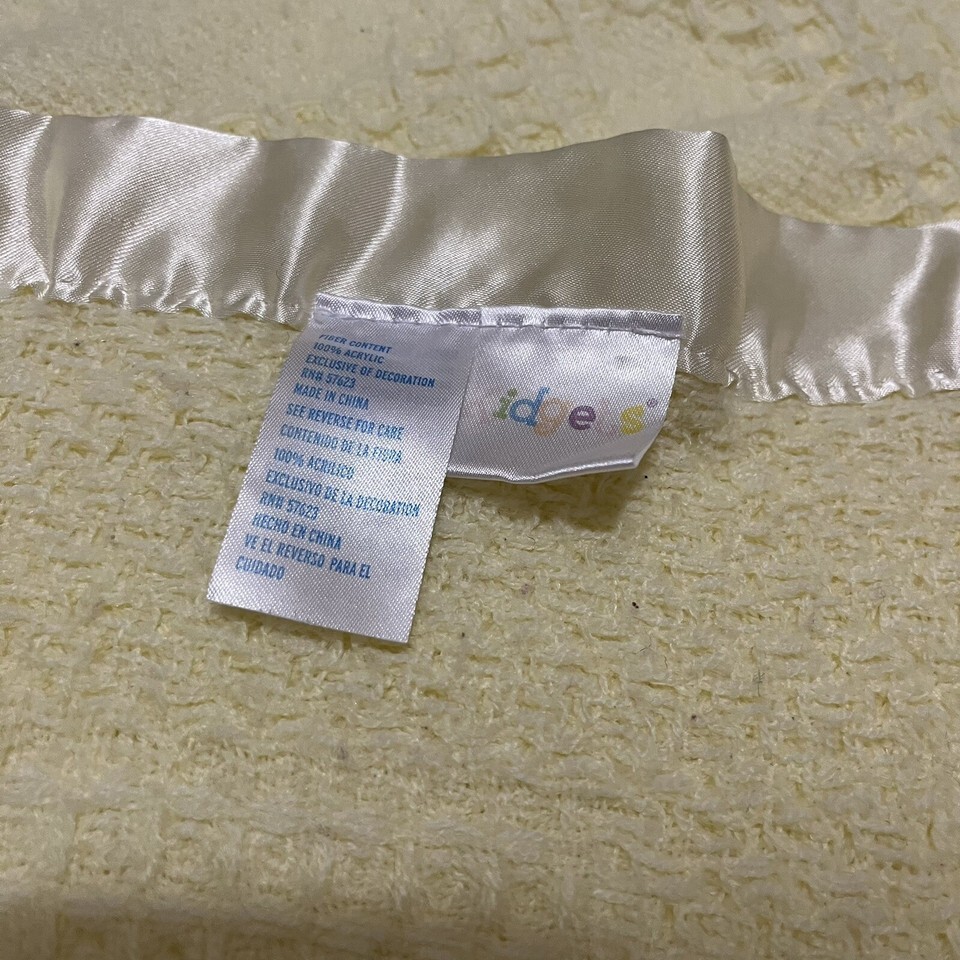 FIBER CONTENT
100% ACRYLIC
EXCLUSIVE OF DECORATION
RN# 57623
MADE IN CHINA
SEE REVERSE FOR CARE
CONTENIDO DE LA FIBRA
100% ACRILICO
EXCLUSIVO DE LA DECORATION
RN# 57623
HECHO EN CHINA
VE EL REVERSO PARA EL
CUIDADO